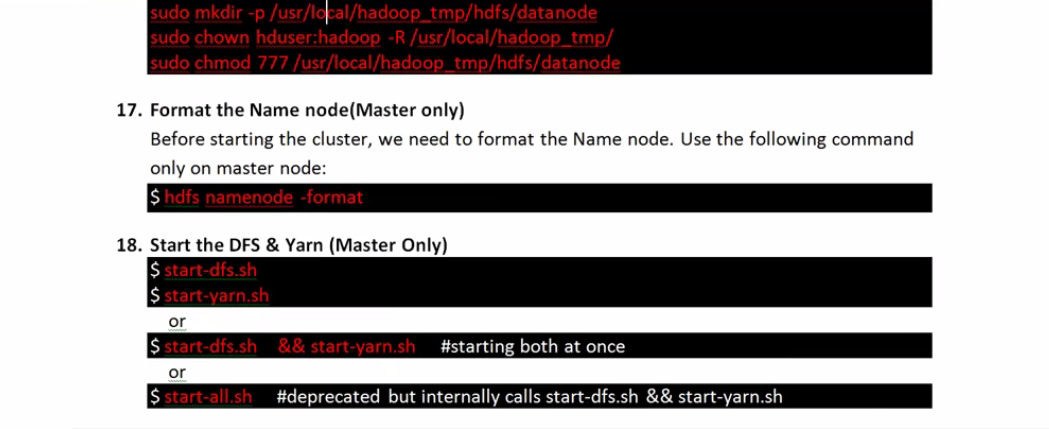 sudo mkdir -p /usr/local/hadoop_tmp/hdfs/datanode
sudo chown hduser:hadoop -R /usr/local/hadoop_tmp/
sudo chmod 777 /usr/local/hadoop_tmp/hdfs/datanode
17. Format the Name node(Master only)
Before starting the cluster, we need to format the Name node. Use the following command
only on master node:
$ hdfs namenode -format
18. Start the DFS & Yarn (Master Only)
$ start-dfs.sh
$ start-yarn.sh
or
$ start-dfs.sh && start-yarn.sh #starting both at once
or
$ start-all.sh #deprecated but internally calls start-dfs.sh && start-yarn.sh